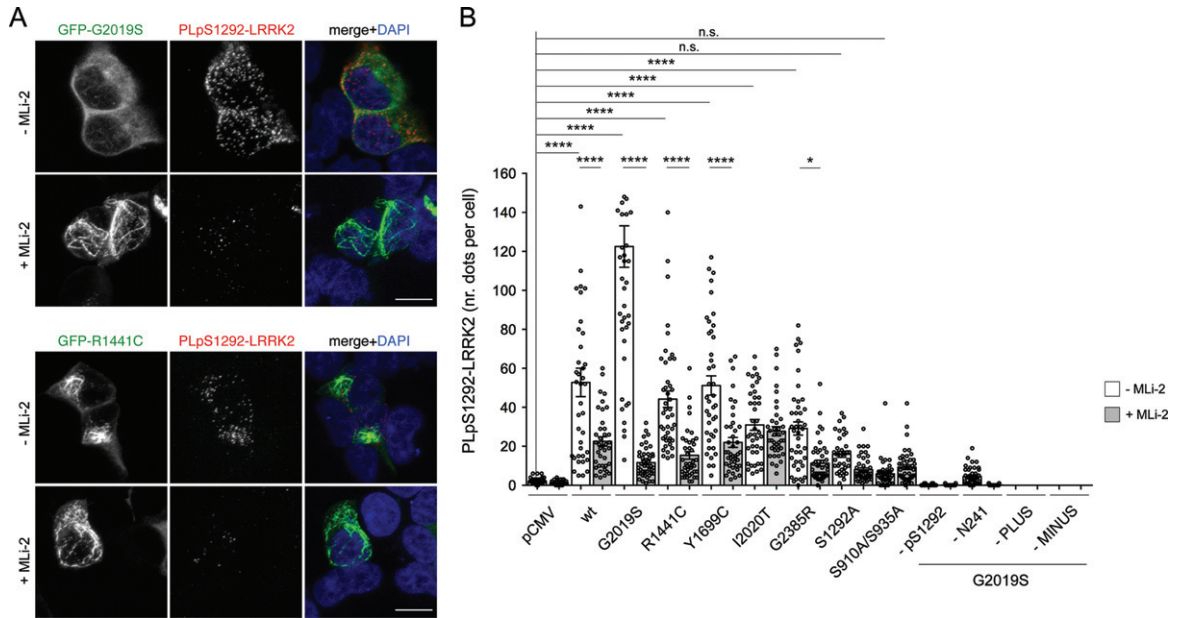 A
GFP-G2019S PLpS1292-LRRK2 merge+DAPI
- MLi-2
+ MLi-2
GFP-R1441C PLpS1292-LRRK2 merge+DAPI
- MLi-2
+ MLi-2
B
n.s.
n.s.
****
****
****
****
****
****
**** **** **** **** *
PLpS1292-LRRK2 (nr. dots per cell)
160
140
120
100
80
60
40
20
0
pCMV
wt
G2019S
R1441C
Y1699C
I2020T
G2385R
S1292A
S910A/S935A
- pS1292
- N241
- PLUS
- MINUS
G2019S
- MLi-2
+ MLi-2